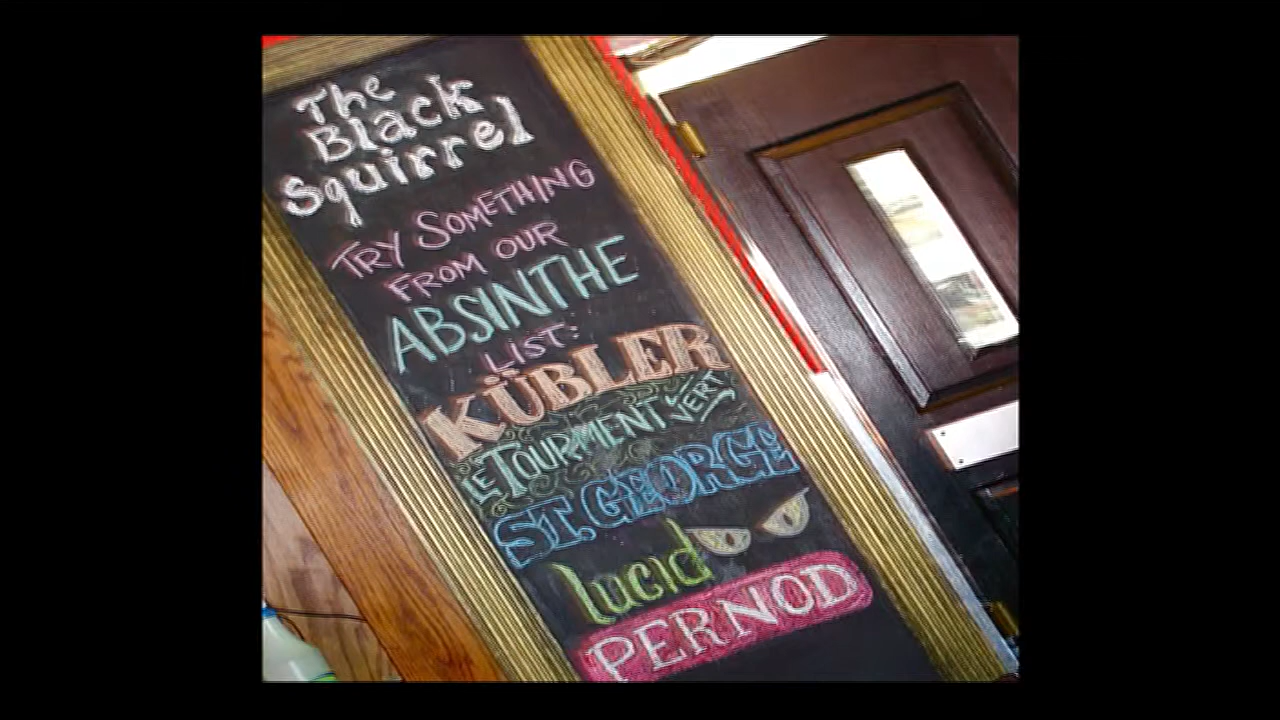 The
Black
Squirrel
TRY SOMETHING
FROM OUR
ABSINTHE
LIST:
KÜBLER
LE TOURMENT VERT
ST. GEORGE
lucid
PERNOD